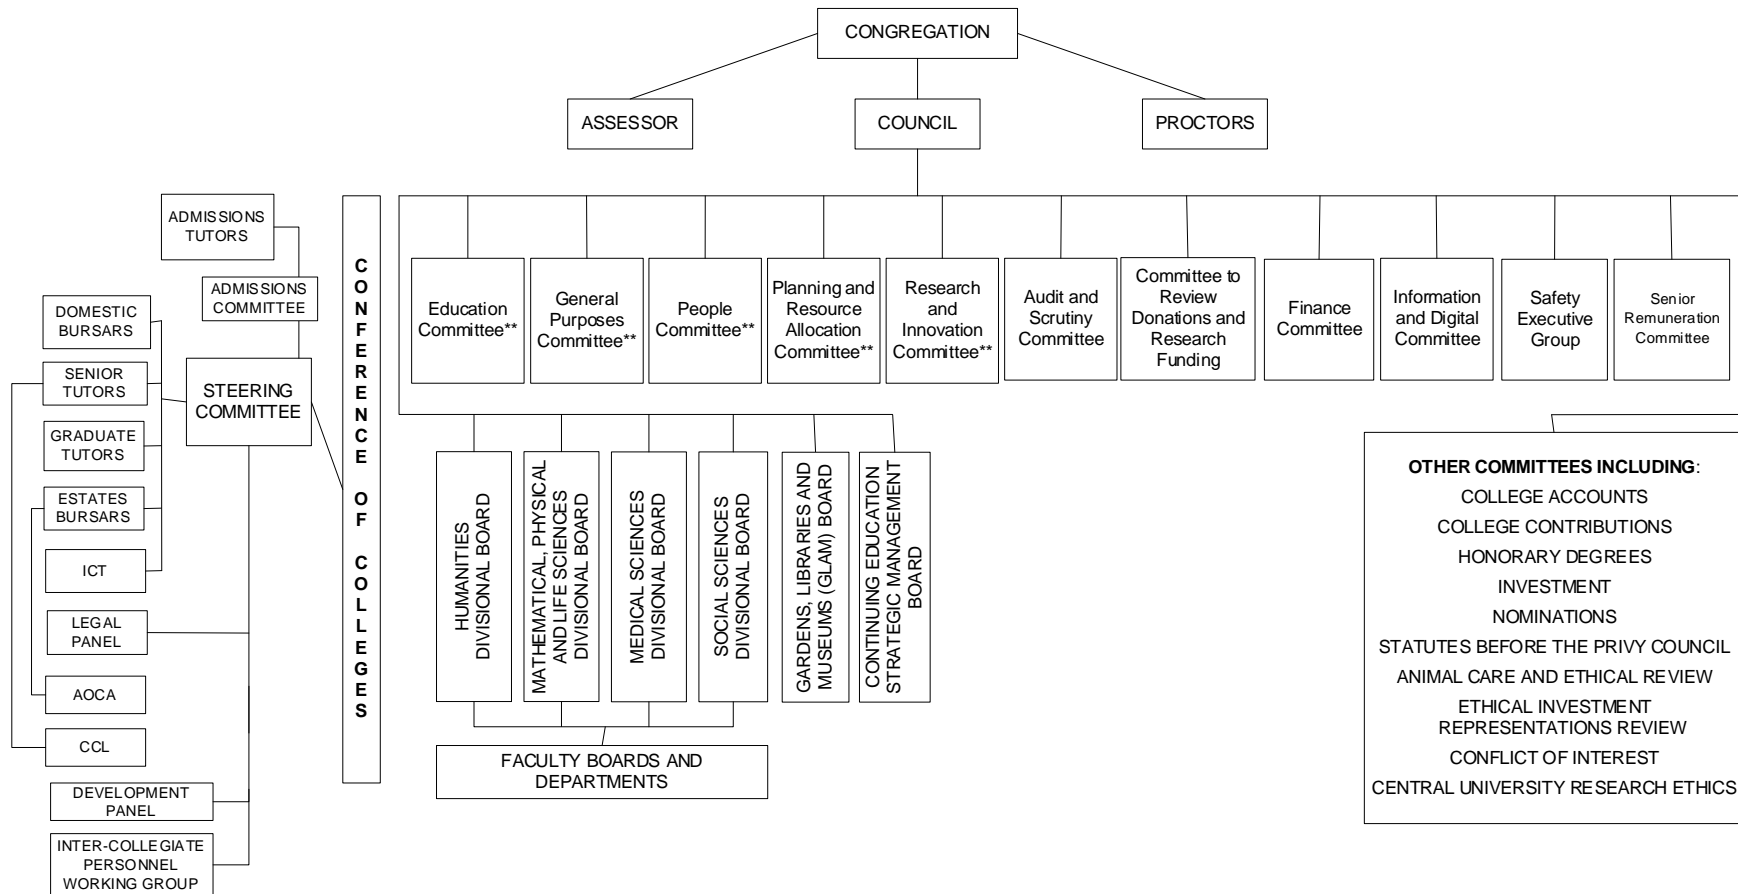 CONGREGATION
ASSESSOR
COUNCIL
PROCTORS
ADMISSIONS
TUTORS
ADMISSIONS
COMMITTEE
DOMESTIC
BURSARS
SENIOR
TUTORS
STEERING
COMMITTEE
GRADUATE
TUTORS
ESTATES
BURSARS
ICT
LEGAL
PANEL
AOCA
CCL
DEVELOPMENT
PANEL
INTER-COLLEGIATE
PERSONNEL
WORKING GROUP
CONFERENCE OF COLLEGES
Education
Committee**
General
Purposes
Committee**
People
Committee**
Planning and
Resource
Allocation
Committee**
Research
and
Innovation
Committee**
Audit and
Scrutiny
Committee
Committee to
Review
Donations and
Research
Funding
Finance
Committee
Information
and Digital
Committee
Safety
Executive
Group
Senior
Remuneration
Committee
HUMANITIES
DIVISIONAL BOARD
MATHEMATICAL, PHYSICAL
AND LIFE SCIENCES
DIVISIONAL BOARD
MEDICAL SCIENCES
DIVISIONAL BOARD
SOCIAL SCIENCES
DIVISIONAL BOARD
GARDENS, LIBRARIES AND
MUSEUMS (GLAM) BOARD
CONTINUING EDUCATION
STRATEGIC MANAGEMENT
BOARD
FACULTY BOARDS AND
DEPARTMENTS
OTHER COMMITTEES INCLUDING:
COLLEGE ACCOUNTS
COLLEGE CONTRIBUTIONS
HONORARY DEGREES
INVESTMENT
NOMINATIONS
STATUTES BEFORE THE PRIVY COUNCIL
ANIMAL CARE AND ETHICAL REVIEW
ETHICAL INVESTMENT
REPRESENTATIONS REVIEW
CONFLICT OF INTEREST
CENTRAL UNIVERSITY RESEARCH ETHICS